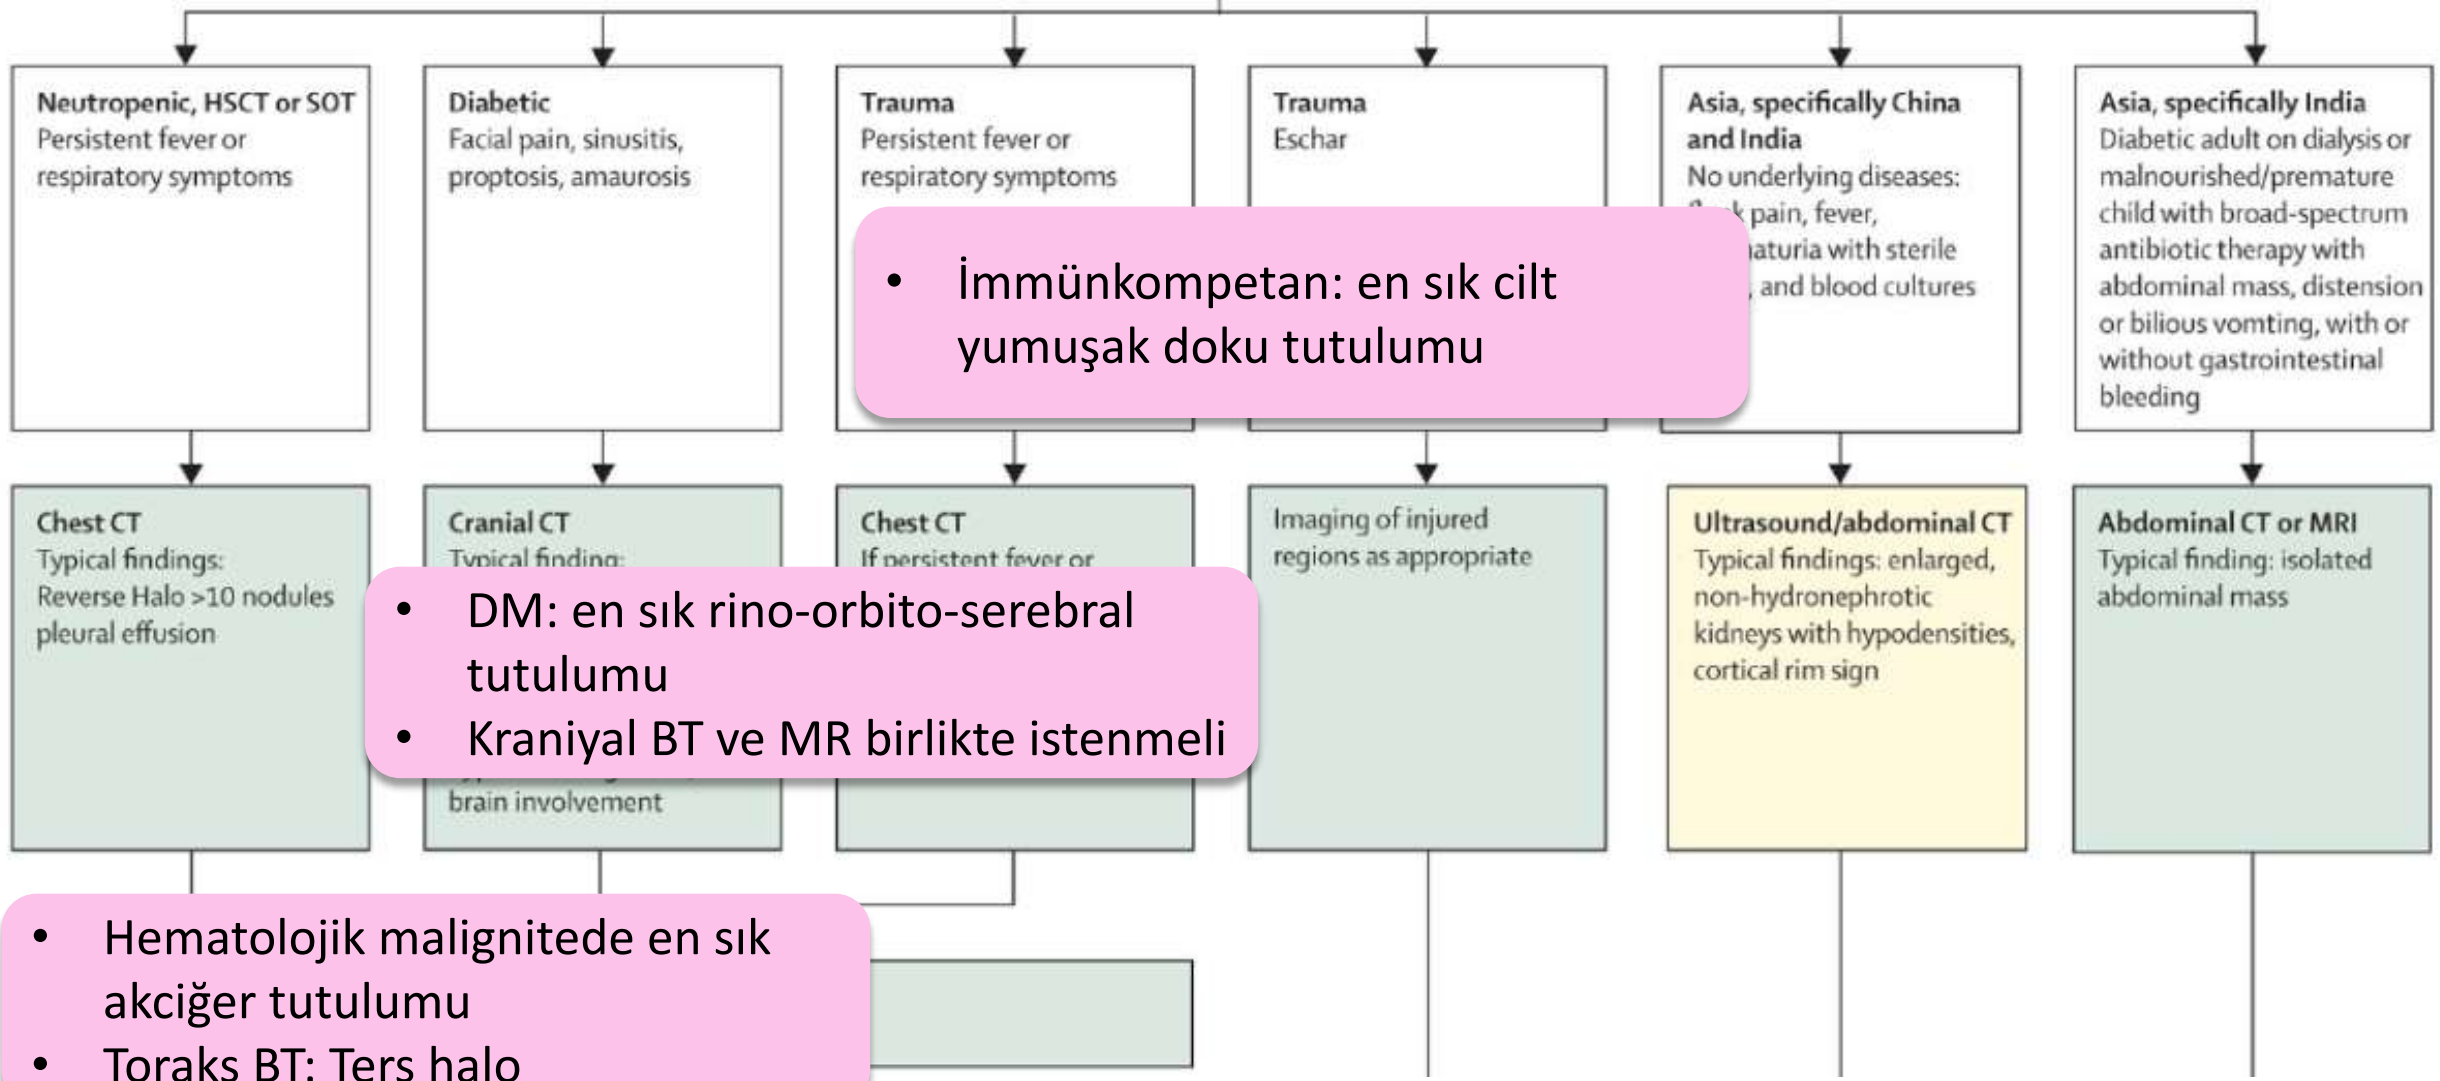 Neutropenic, HSCT or SOT
Persistent fever or
respiratory symptoms
Diabetic
Facial pain, sinusitis,
proptosis, amaurosis
Trauma
Persistent fever or
respiratory symptoms
Trauma
Eschar
Asia, specifically China
and India
No underlying diseases:
pain, fever,
with sterile
and blood cultures
Asia, specifically India
Diabetic adult on dialysis or
malnourished/premature
child with broad-spectrum
antibiotic therapy with
abdominal mass, distension
or bilious vomting, with or
without gastrointestinal
bleeding
• İmmünkompetan: en sık cilt
yumuşak doku tutulumu
Chest CT
Typical findings:
Reverse Halo >10 nodules
pleural effusion
Cranial CT
Typical finding:
brain involvement
Chest CT
If persistent fever or
Imaging of injured
regions as appropriate
Ultrasound/abdominal CT
Typical findings: enlarged,
non-hydronephrotic
kidneys with hypodensities,
cortical rim sign
Abdominal CT or MRI
Typical finding: isolated
abdominal mass
• DM: en sık rino-orbito-serebral
tutulumu
• Kraniyal BT ve MR birlikte istenmeli
• Hematolojik malignitede en sık
akciğer tutulumu
• Toraks BT: Ters halo